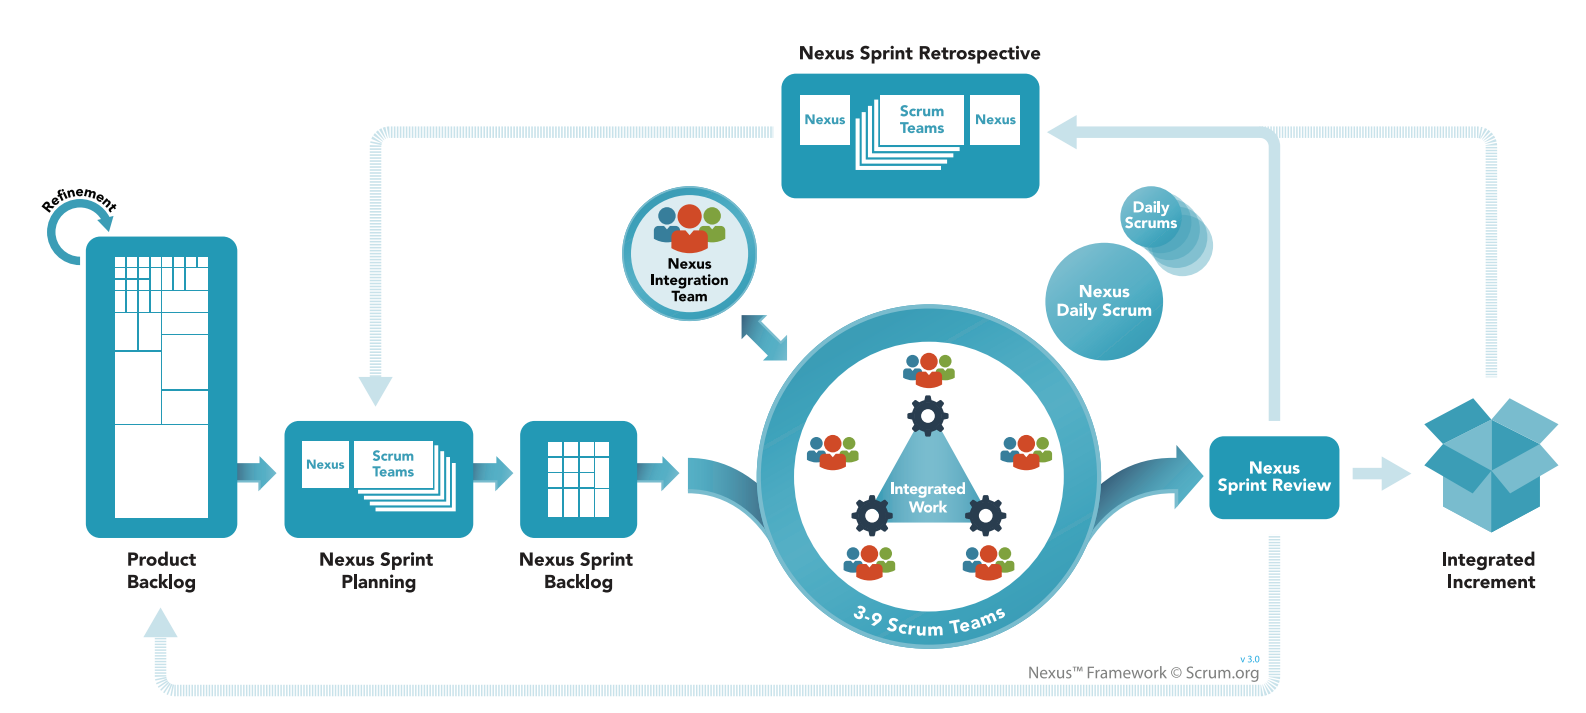 Nexus Sprint Retrospective
Nexus
Scrum
Teams
Nexus
Refinement
Nexus
Integration
Team
Daily
Scrums
Nexus
Daily Scrum
Nexus
Scrum
Teams
Integrated
Work
Nexus
Sprint Review
Product
Backlog
Nexus Sprint
Planning
Nexus Sprint
Backlog
Integrated
Increment
3-9 Scrum Teams
v 3.0
Nexus™ Framework © Scrum.org